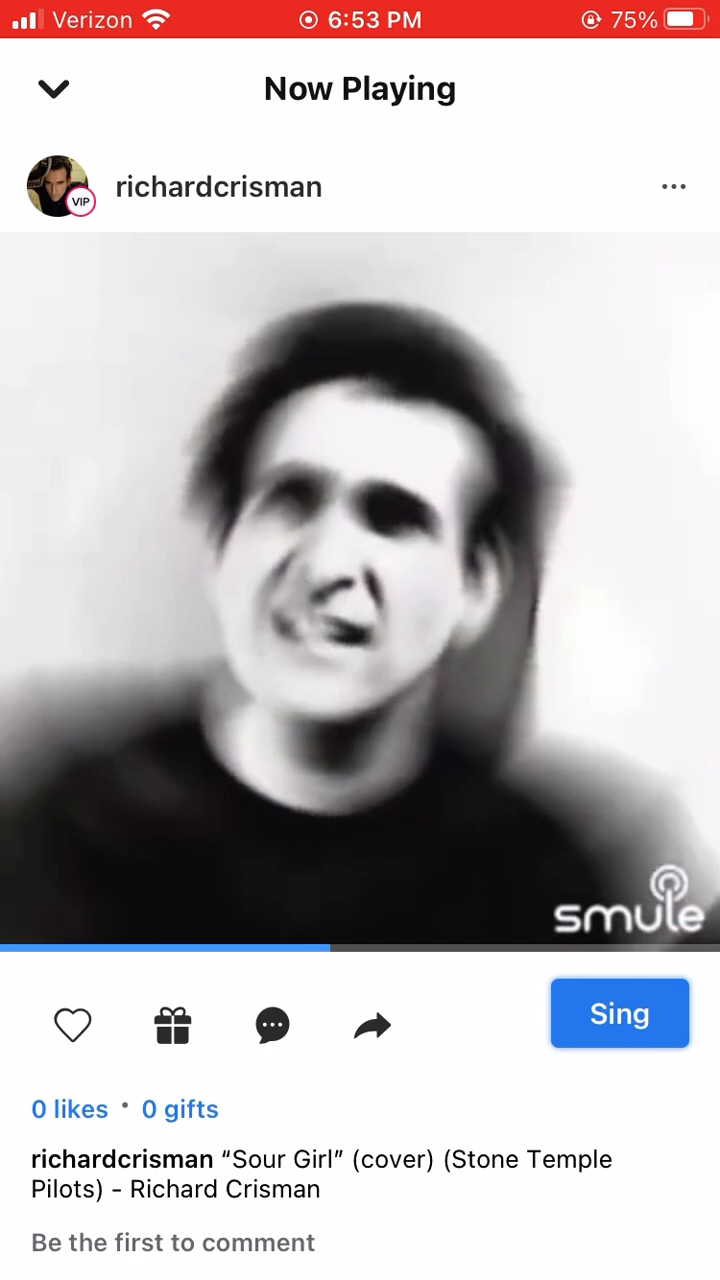 Verizon 6:53 PM 75%
Now Playing
VIP
richardcrisman
smule
Sing
0 likes • 0 gifts
richardcrisman “Sour Girl” (cover) (Stone Temple
Pilots) - Richard Crisman
Be the first to comment